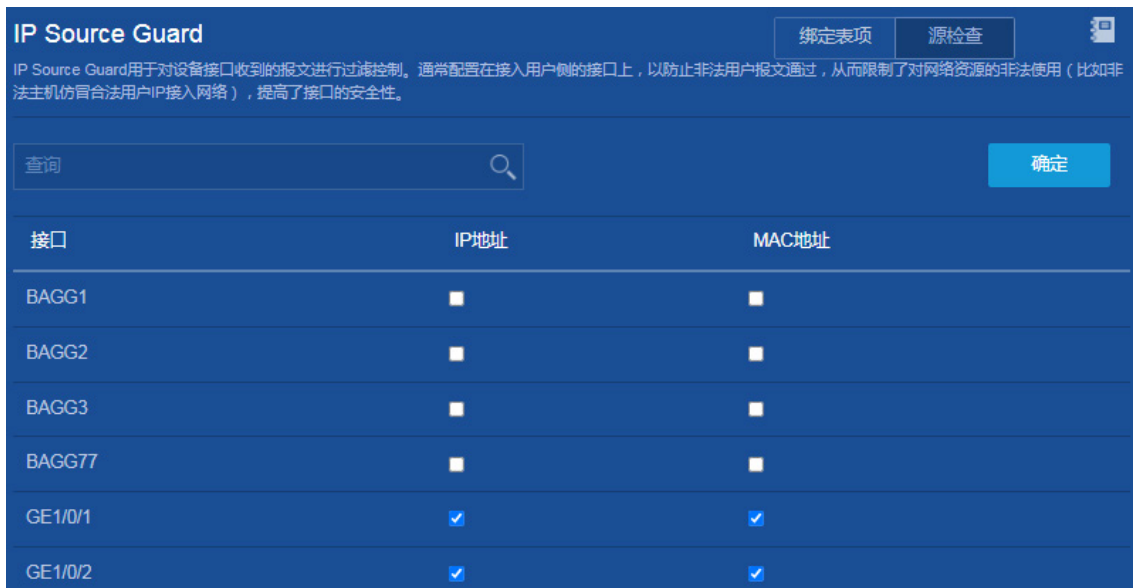 IP Source Guard 绑定表项 源检查
IP Source Guard用于对设备接口收到的报文进行过滤控制。通常配置在接入用户侧的接口上，以防止非法用户报文通过，从而限制了对网络资源的非法使用（比如非
法主机仿冒合法用户IP接入网络），提高了接口的安全性。
查询 确定
接口 IP地址 MAC地址
BAGG1
BAGG2
BAGG3
BAGG77
GE1/0/1
GE1/0/2